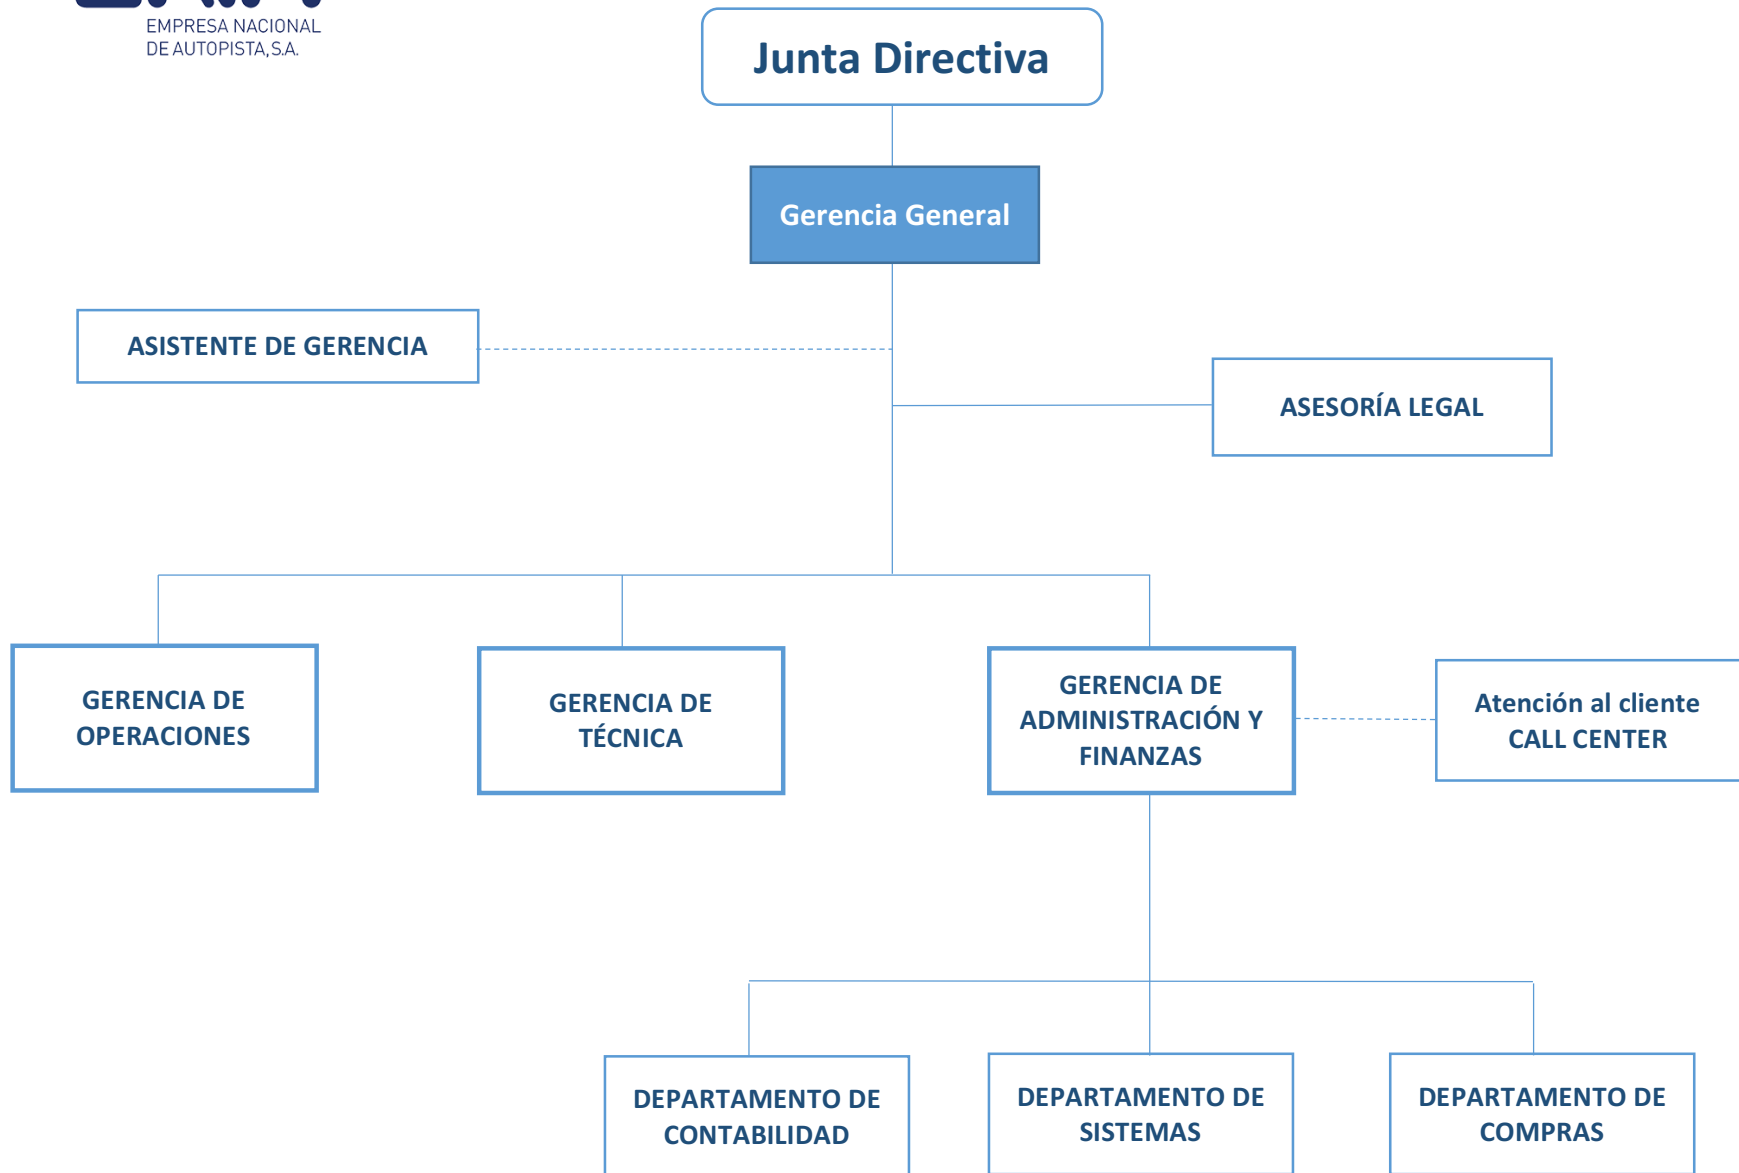 EMPRESA NACIONAL
DE AUTOPISTA, S.A.
Junta Directiva
Gerencia General
ASISTENTE DE GERENCIA
ASESORÍA LEGAL
GERENCIA DE
OPERACIONES
GERENCIA DE
TÉCNICA
GERENCIA DE
ADMINISTRACIÓN Y
FINANZAS
Atención al cliente
CALL CENTER
DEPARTAMENTO DE
CONTABILIDAD
DEPARTAMENTO DE
SISTEMAS
DEPARTAMENTO DE
COMPRAS